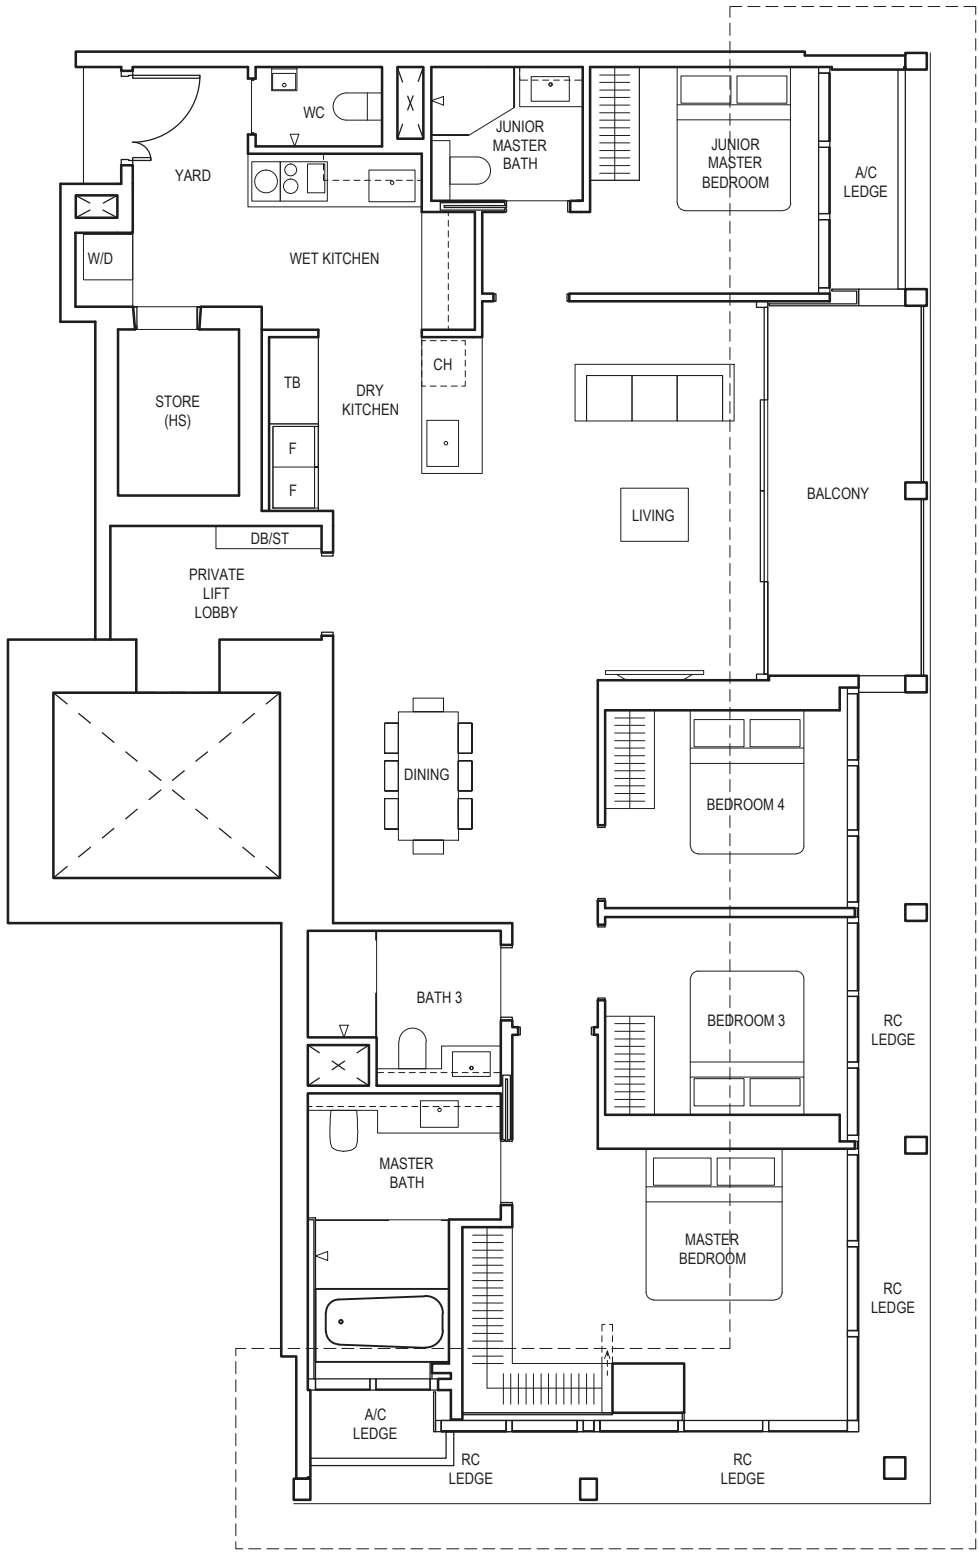 WC
JUNIOR
MASTER
BATH
JUNIOR
MASTER
BEDROOM
A/C
LEDGE
YARD
W/D
WET KITCHEN
STORE
(HS)
TB
DRY
KITCHEN
CH
F
F
LIVING
BALCONY
DB/ST
PRIVATE
LIFT
LOBBY
DINING
BEDROOM 4
BATH 3
BEDROOM 3
RC
LEDGE
MASTER
BATH
MASTER
BEDROOM
RC
LEDGE
A/C
LEDGE
RC
LEDGE
RC
LEDGE